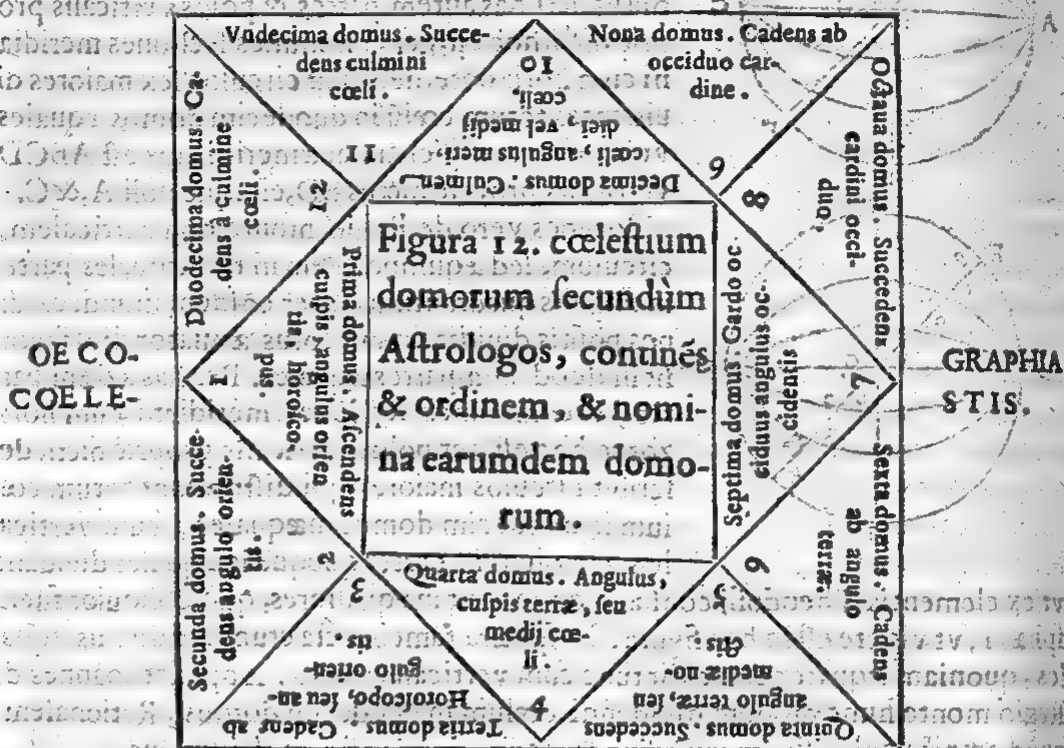 Vndecima domus. Succe-
dens culmini
cœli.
11
Nona domus. Cadens ab
occiduo car-
dine.
9
10
Decima domus. Culmen
cœli, angulus meri-
diei, vel medij
cœli.
Duodecima domus. Ca-
dens à culmine
cœli.
12
Octaua domus. Succedens
cardini occi-
duo.
8
OECO-
COELE-
1
Prima domus. Aſcendens
cuſpis, angulus orien
tis, horoſco-
pus.
Figura 12. cœleſtium
domorum ſecundùm
Aſtrologos, continēs
& ordinem, & nomi-
na earumdem domo-
rum.
Septima domus. Cardo oc
ciduus angulus oc-
cidentis
7
GRAPHIA
STIS.
Secunda domus. Succe-
dens angulo orien-
tis.
2
Sexta domus. Cadens
ab angulo
terræ.
6
Quarta domus. Angulus,
cuſpis terræ, ſeu
medij cœ-
li.
4
3
Tertia domus. Cadens ab
Horoſcopo, ſeu an-
gulo orien-
tis
5
Quinta domus. Succedens
angulo terræ, ſeu
mediæ no-
ctis